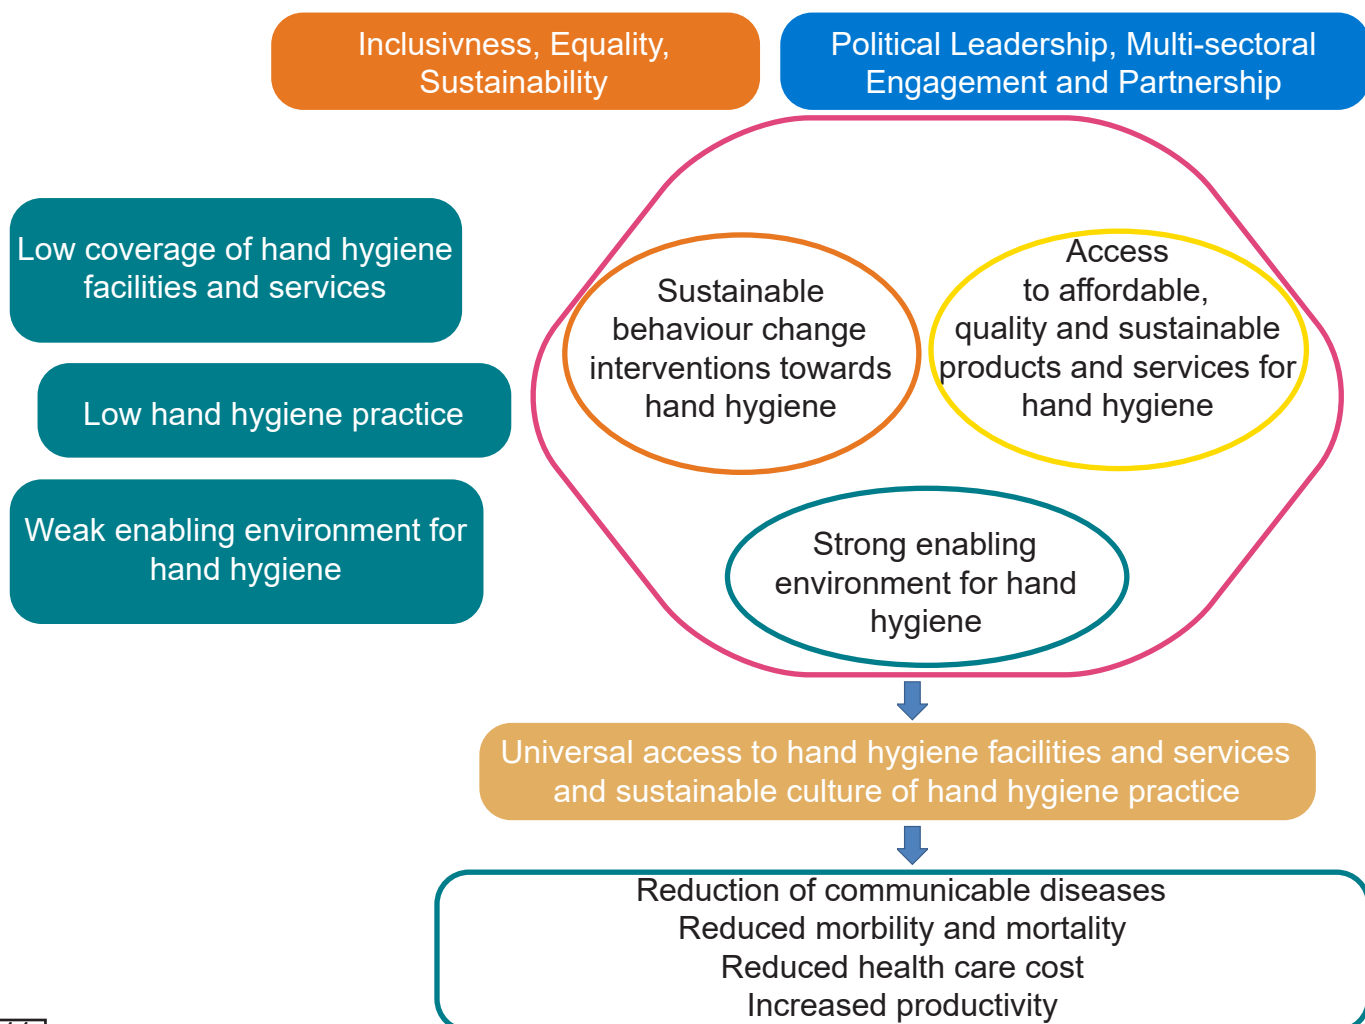 Inclusivness, Equality,
Sustainability
Political Leadership, Multi-sectoral
Engagement and Partnership
Low coverage of hand hygiene
facilities and services
Low hand hygiene practice
Weak enabling environment for
hand hygiene
Sustainable
behaviour change
interventions towards
hand hygiene
Access
to affordable,
quality and sustainable
products and services for
hand hygiene
Strong enabling
environment for hand
hygiene
Universal access to hand hygiene facilities and services
and sustainable culture of hand hygiene practice
Reduction of communicable diseases
Reduced morbility and mortality
Reduced health care cost
Increased productivity